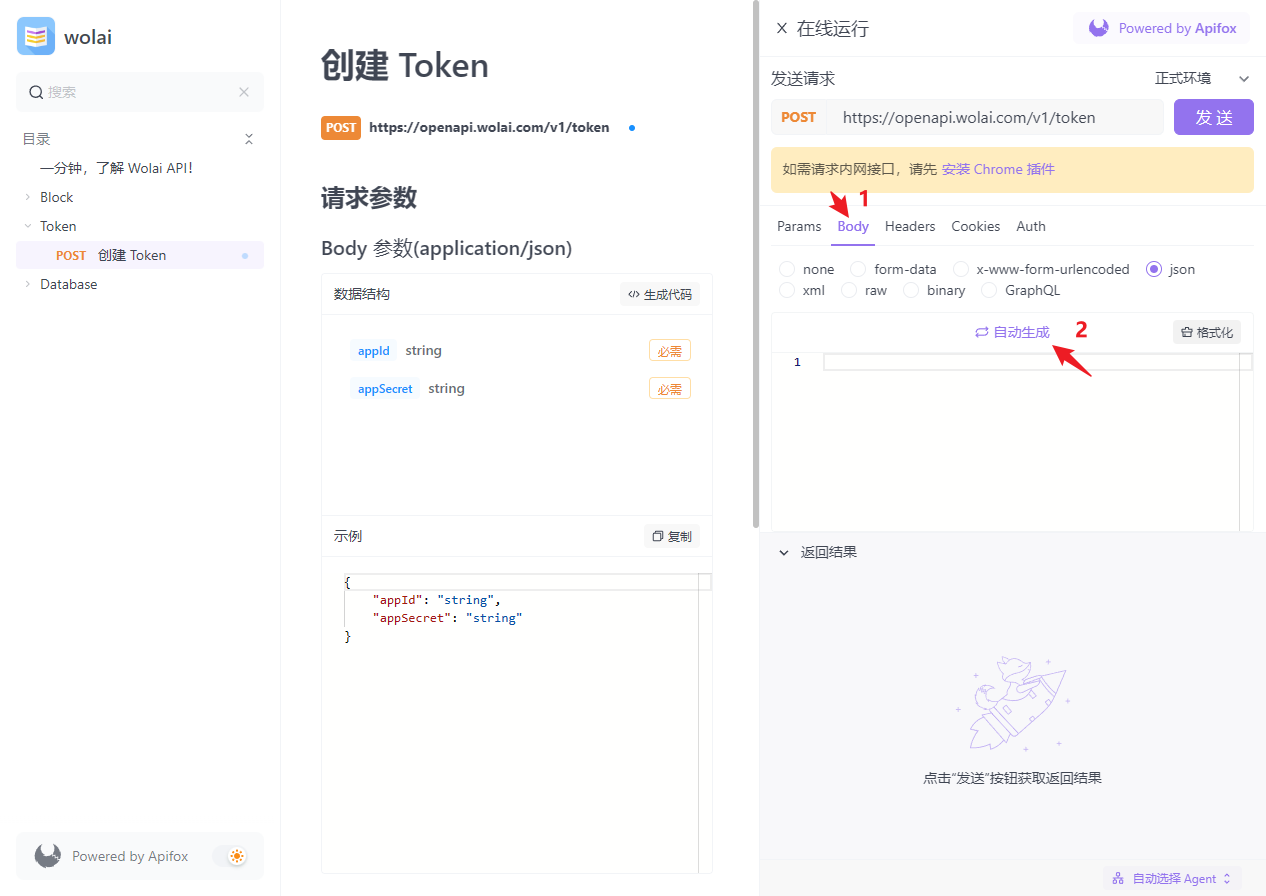 wolai
搜索
目录
一分钟，了解 Wolai API！
Block
Token
POST 创建 Token
Database
Powered by Apifox
创建 Token
POST https://openapi.wolai.com/v1/token
请求参数
Body 参数(application/json)
数据结构 生成代码
appId string 必需
appSecret string 必需
示例 复制
{
"appId": "string",
"appSecret": "string"
}
在线运行 Powered by Apifox
发送请求 正式环境
POST https://openapi.wolai.com/v1/token 发 送
如需请求内网接口，请先 安装 Chrome 插件
1
Params Body Headers Cookies Auth
none form-data x-www-form-urlencoded json
xml raw binary GraphQL
自动生成 2 格式化
1
返回结果
点击“发送”按钮获取返回结果
自动选择 Agent